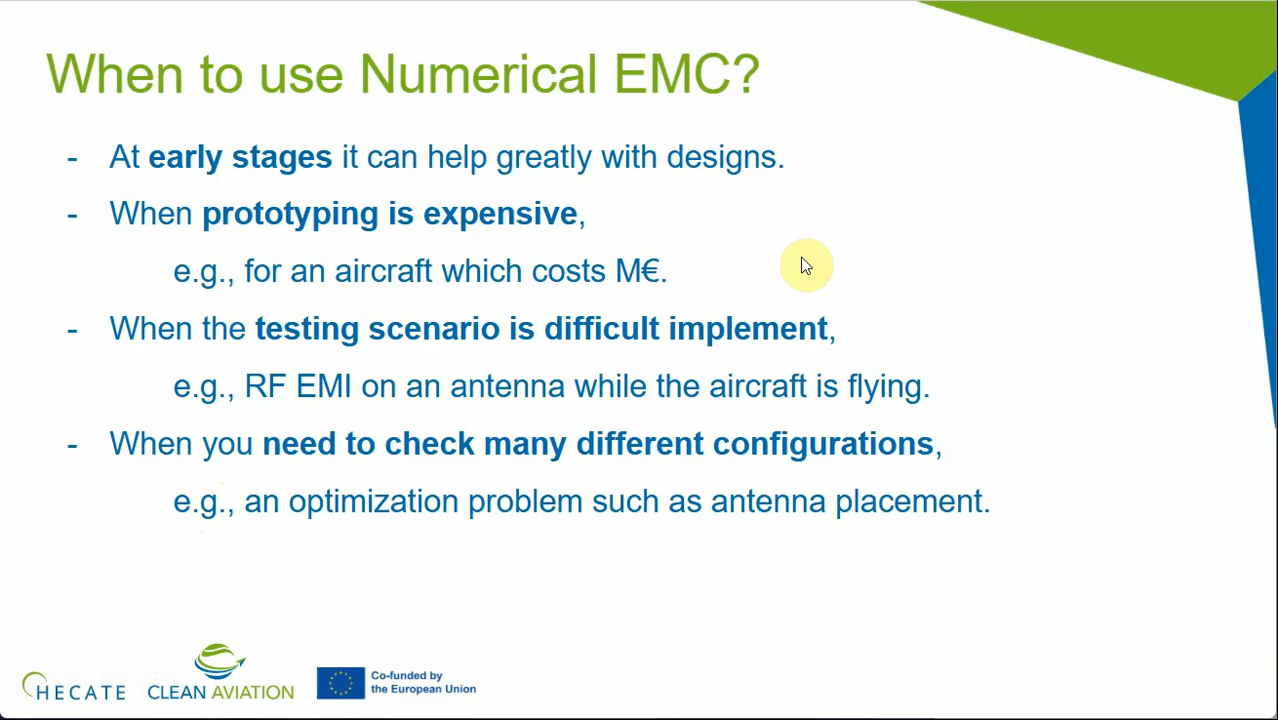 When to use Numerical EMC?
- At early stages it can help greatly with designs.
- When prototyping is expensive,
e.g., for an aircraft which costs M€.
- When the testing scenario is difficult implement,
e.g., RF EMI on an antenna while the aircraft is flying.
- When you need to check many different configurations,
e.g., an optimization problem such as antenna placement.
HECATE
CLEAN AVIATION
Co-funded by
the European Union